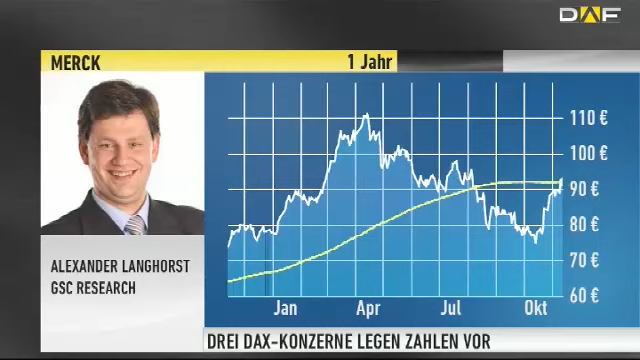 DAF
MERCK
1 Jahr
110 €
100 €
90 €
80 €
70 €
60 €
Jan Apr Jul Okt
ALEXANDER LANGHORST
GSC RESEARCH
DREI DAX-KONZERNE LEGEN ZAHLEN VOR